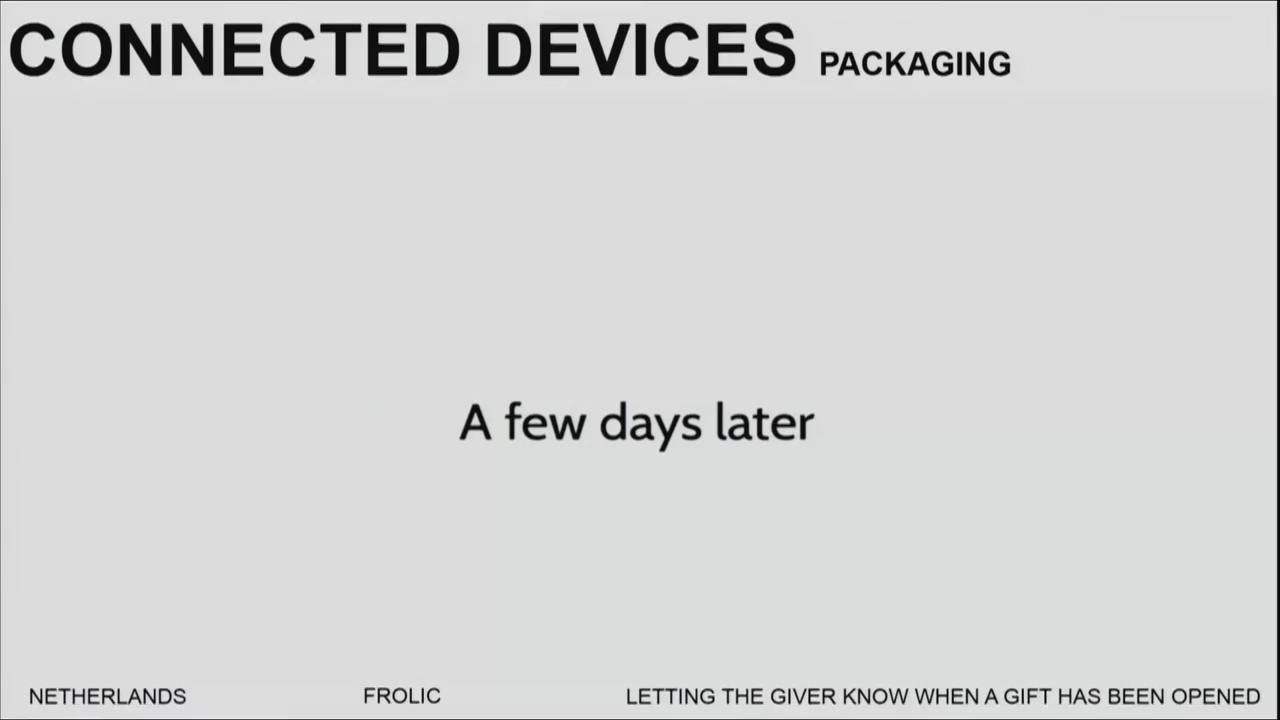 CONNECTED DEVICES PACKAGING
A few days later
NETHERLANDS FROLIC LETTING THE GIVER KNOW WHEN A GIFT HAS BEEN OPENED